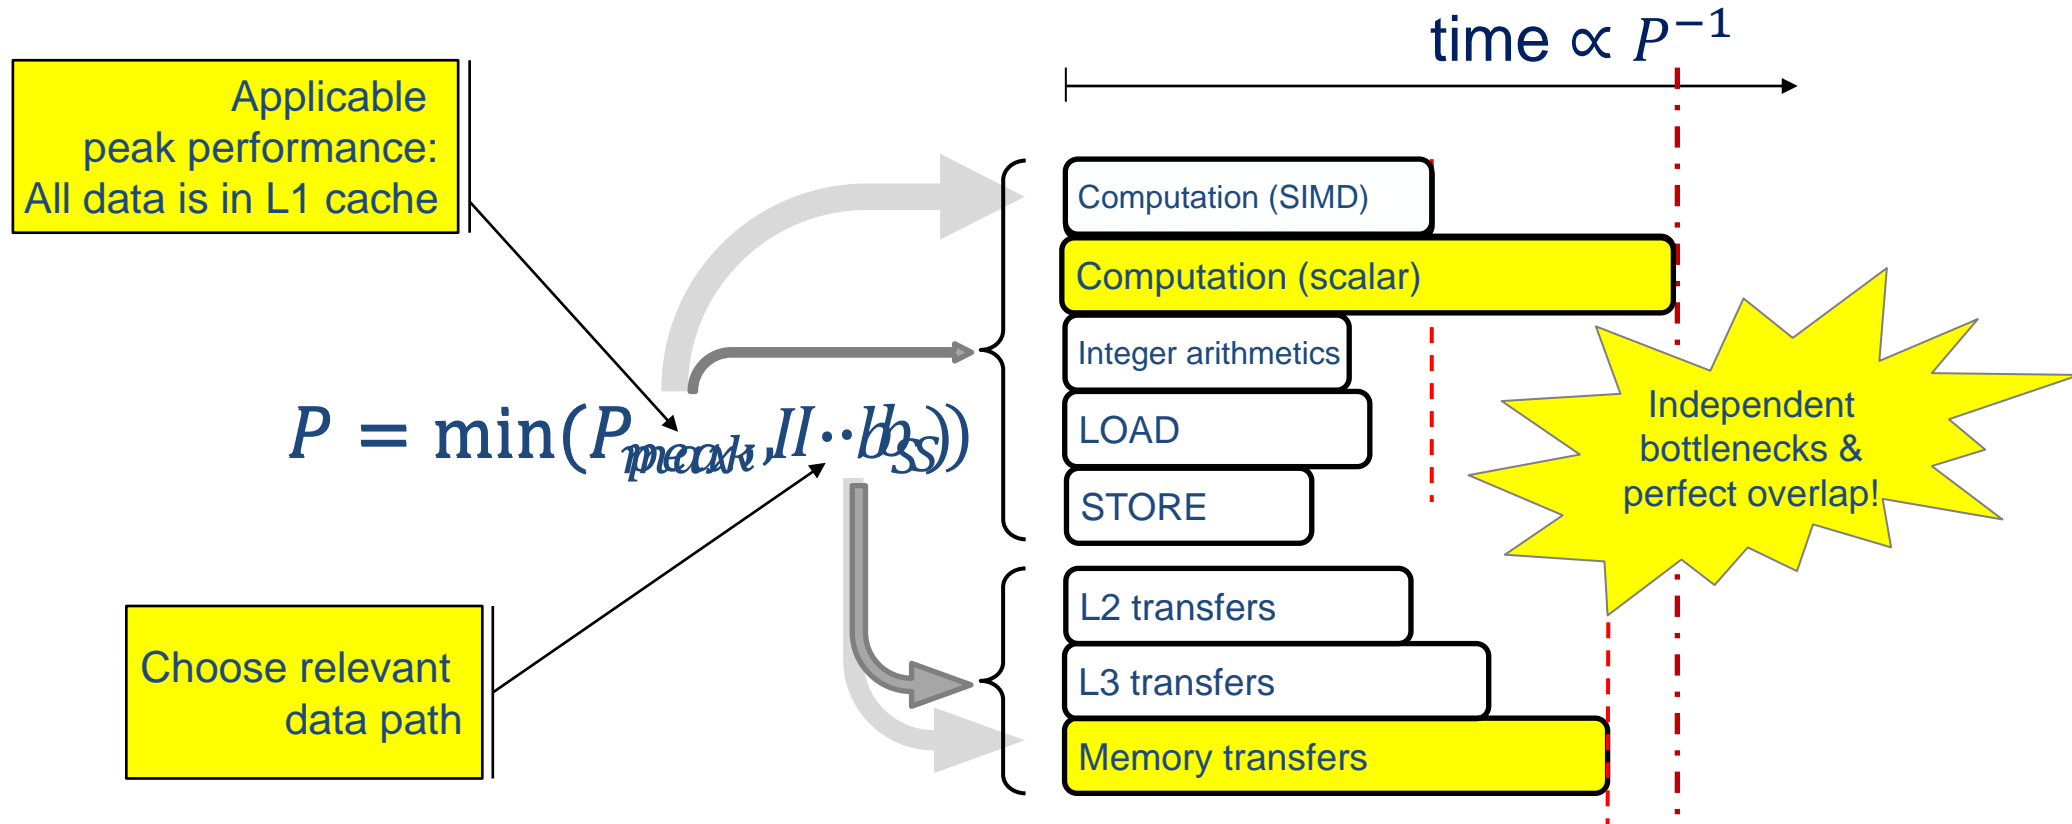 time ∝ P⁻¹
Applicable
peak performance:
All data is in L1 cache
Computation (SIMD)
Computation (scalar)
Integer arithmetics
LOAD
STORE
P = min(P
Independent
bottlenecks &
perfect overlap!
Choose relevant
data path
L2 transfers
L3 transfers
Memory transfers